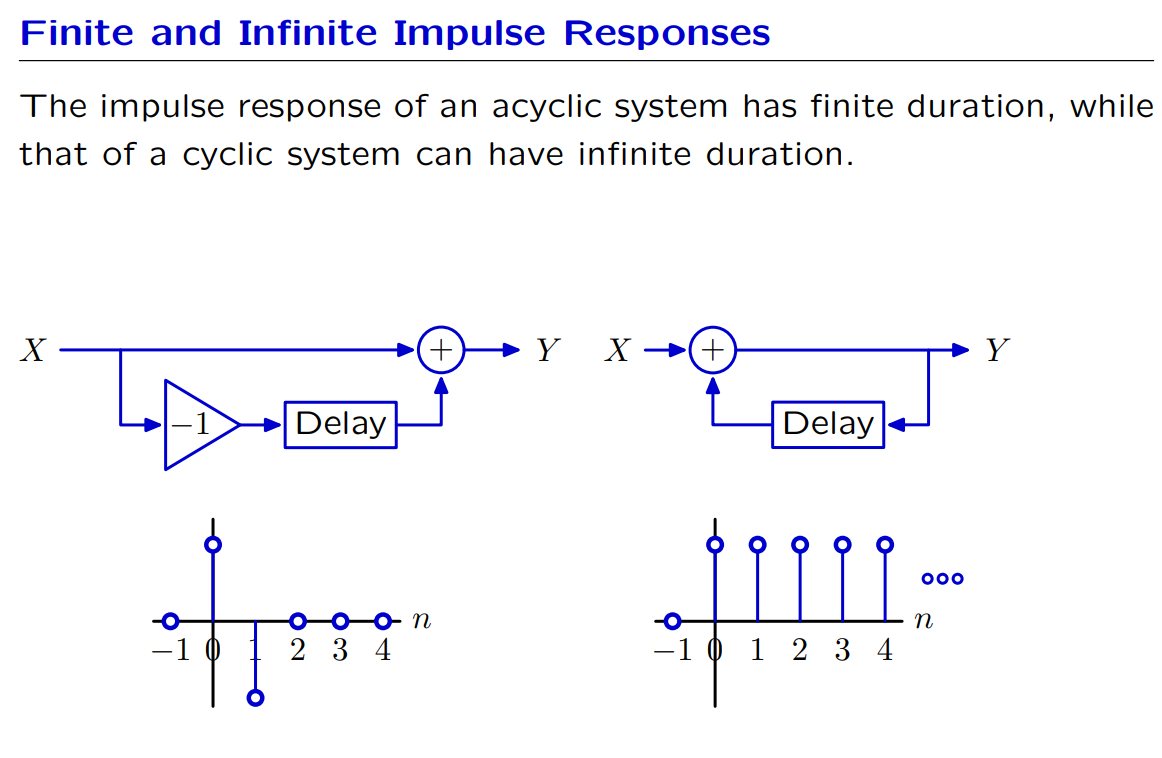 Finite and Infinite Impulse Responses
The impulse response of an acyclic system has finite duration, while
that of a cyclic system can have infinite duration.
X + Y
−1 Delay
X + Y
Delay
n
−1 0 1 2 3 4
n
−1 0 1 2 3 4